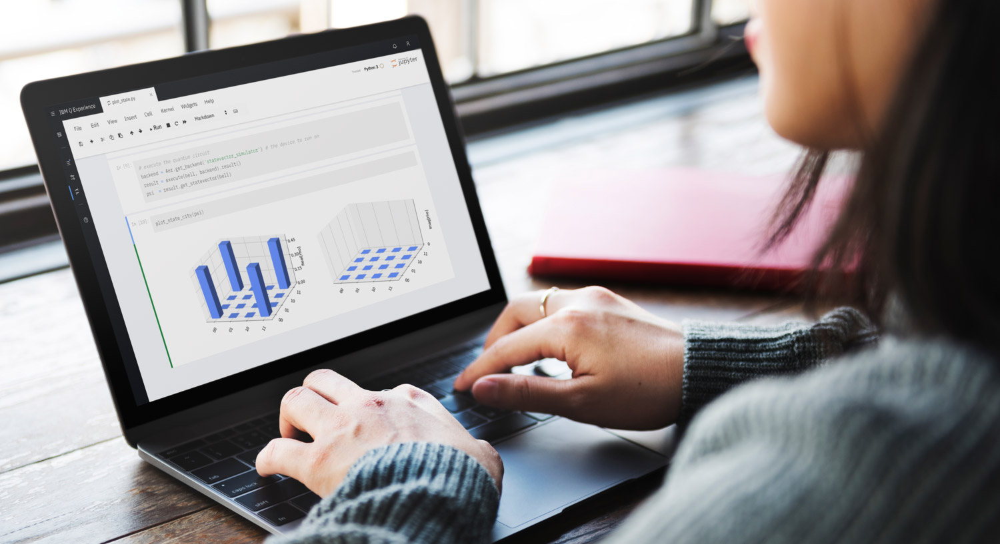 IBM Q Experience
plot_state.py
File Edit View Insert Cell Kernel Widgets Help
Trusted Python 3 jupyter
Run Markdown
In [9]:
# execute the quantum circuit
backend = Aer.get_backend('statevector_simulator') # the device to run on
result = execute(bell, backend).result()
psi = result.get_statevector(bell)
In [10]:
plot_state_city(psi)
0.45
0.30
0.15
0.00
Real[rho]
00 01 10 11
00 01 10 11
Imag[rho]
0
00 01 10 11
00 01 10 11
tab
caps lock
shift
fn